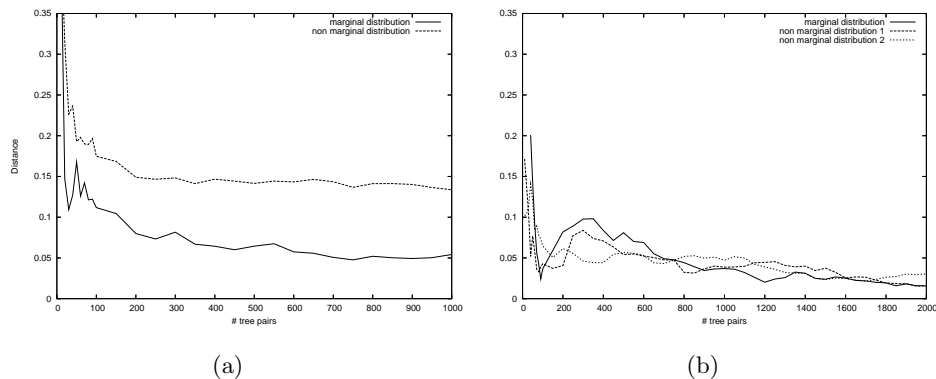 0.35
0.3
0.25
0.2
0.15
0.1
0.05
0
Distance
marginal distribution
non marginal distribution
0 100 200 300 400 500 600 700 800 900 1000
# tree pairs
(a)
0.35
0.3
0.25
0.2
0.15
0.1
0.05
0
marginal distribution
non marginal distribution 1
non marginal distribution 2
0 200 400 600 800 1000 1200 1400 1600 1800 2000
# tree pairs
(b)